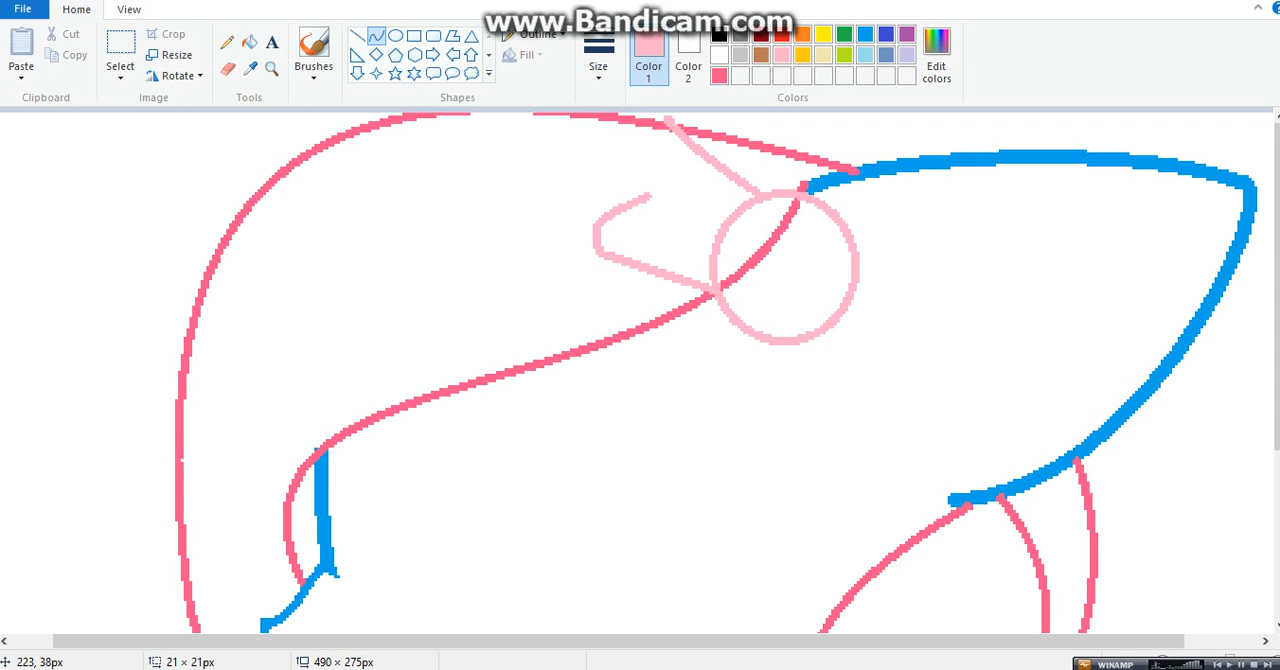 www.Bandicam.com
File
Home
View
Paste
Cut
Copy
Clipboard
Select
Crop
Resize
Rotate
Image
Tools
Brushes
Shapes
Outline
Fill
Size
Color 1
Color 2
Edit colors
Colors
223, 38px
21 × 21px
490 × 275px
WINAMP